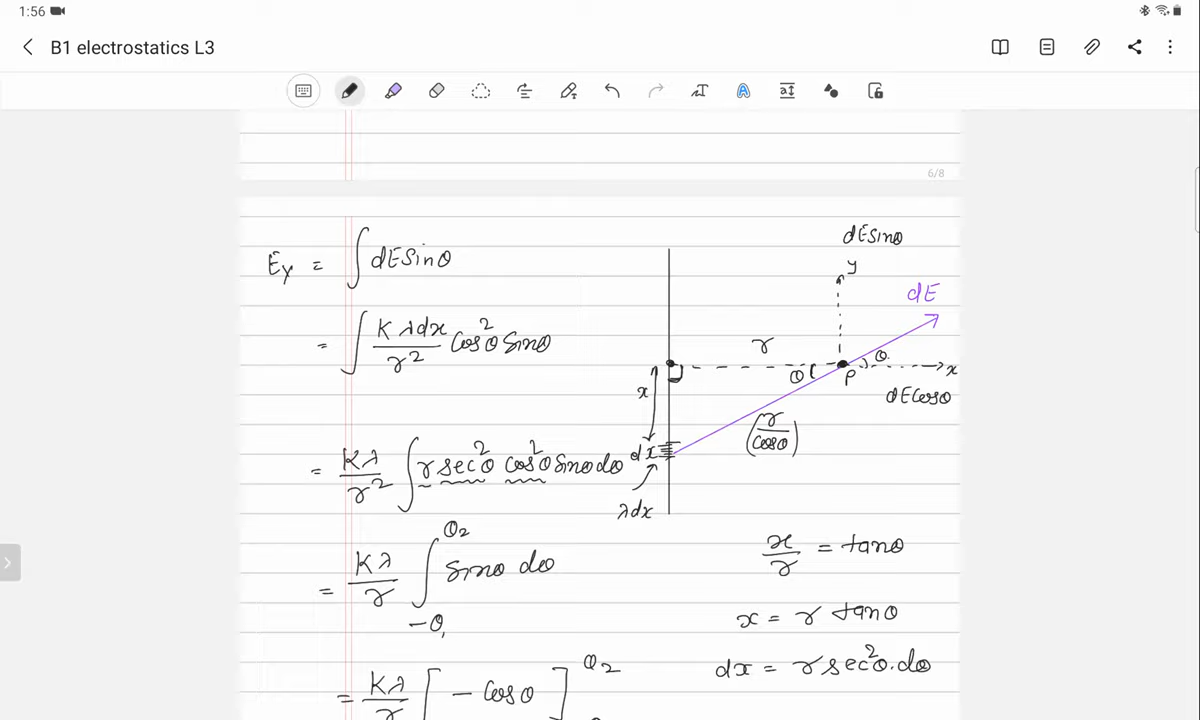 1:56
B1 electrostatics L3
6/8
E_y = ∫ dE Sinθ
= ∫ (K λdx / r²) Cos²θ Sinθ
= Kλ/r² ∫ r sec²θ cos²θ Sinθ dθ
= Kλ/r ∫_{-θ₁}^{θ₂} Sinθ dθ
= Kλ/r [ - Cosθ ]^{θ₂}
dE Sinθ
y
dE
r
θ
θ
P
x
dE Cosθ
x
(r / Cosθ)
dx
λdx
x/r = tanθ
x = r tanθ
dx = r sec²θ.dθ